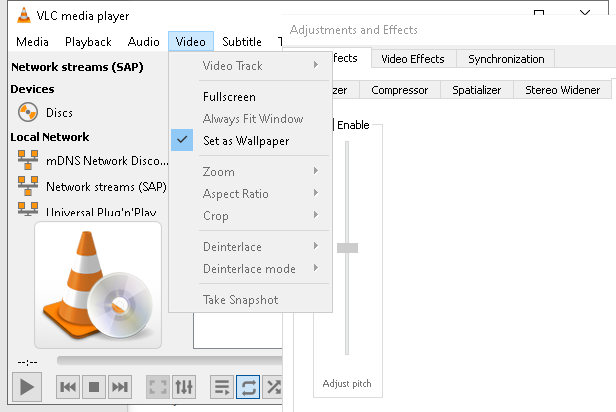 VLC media player
Media Playback Audio Video Subtitle
Adjustments and Effects
Video Effects Synchronization
Compressor Spatializer Stereo Widener
Enable
Adjust pitch
Network streams (SAP)
Devices
Discs
Local Network
mDNS Network Disco...
Network streams (SAP)
Universal Plug'n'Play
Video Track
Fullscreen
Always Fit Window
Set as Wallpaper
Zoom
Aspect Ratio
Crop
Deinterlace
Deinterlace mode
Take Snapshot
--:--